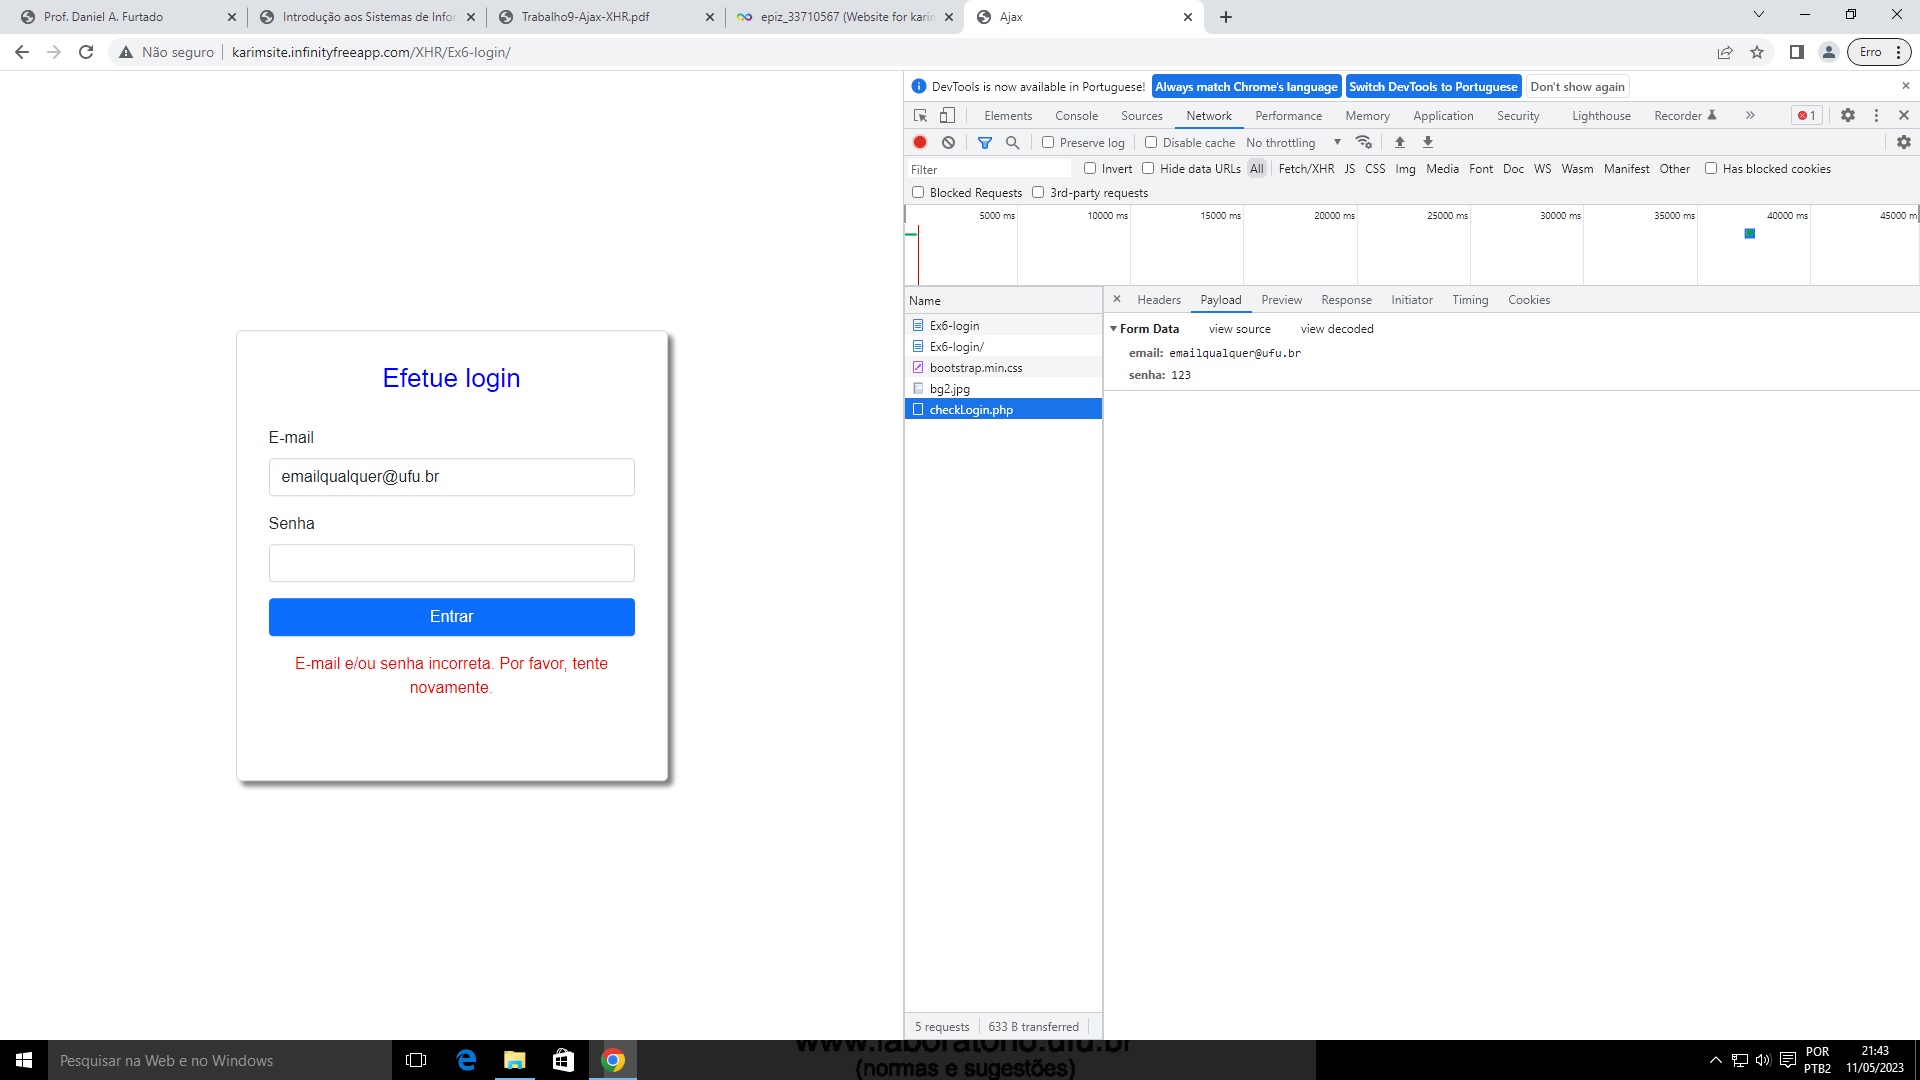 Prof. Daniel A. Furtado
Introdução aos Sistemas de Infor
Trabalho9-Ajax-XHR.pdf
epiz_33710567 (Website for karim
Ajax
Não seguro
karimsite.infinityfreeapp.com/XHR/Ex6-login/
Erro
DevTools is now available in Portuguese! Always match Chrome's language Switch DevTools to Portuguese Don't show again
Elements Console Sources Network Performance Memory Application Security Lighthouse Recorder 1
Preserve log Disable cache No throttling
Filter Invert Hide data URLs All Fetch/XHR JS CSS Img Media Font Doc WS Wasm Manifest Other Has blocked cookies
Blocked Requests 3rd-party requests
5000 ms 10000 ms 15000 ms 20000 ms 25000 ms 30000 ms 35000 ms 40000 ms 45000 m
Name
Ex6-login
Ex6-login/
bootstrap.min.css
bg2.jpg
checkLogin.php
Headers Payload Preview Response Initiator Timing Cookies
Form Data view source view decoded
email: emailqualquer@ufu.br
senha: 123
5 requests 633 B transferred
Efetue login
E-mail
emailqualquer@ufu.br
Senha
Entrar
E-mail e/ou senha incorreta. Por favor, tente
novamente.
Pesquisar na Web e no Windows
www.laboratorio.ufu.br
(normas e sugestões)
POR
PTB2
21:43
11/05/2023